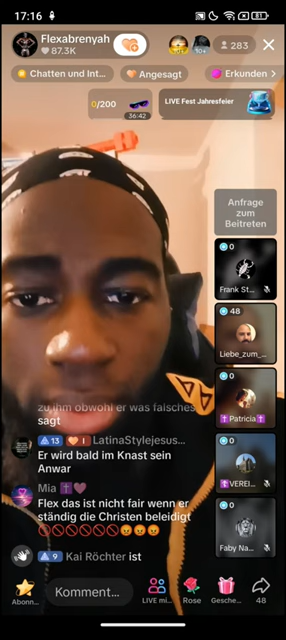 17:16
81
Flexabrenyah
87.3K
283
Chatten und Int...
Angesagt
Erkunden >
0/200
36:42
LIVE Fest Jahresfeier
Anfrage
zum
Beitreten
0
Frank St...
48
Liebe_zum_...
0
✝️Patricia✝️
0
✝️VEREI...
0
Faby Na...
zu ihm obwohl er was falsches
sagt
13
I
LatinaStylejesus...
Er wird bald im Knast sein
Anwar
Mia ✝️
Flex das ist nicht fair wenn er
ständig die Christen beleidigt
🚫🚫🚫🚫🚫🚫😡😡😡
9
Kai Röchter ist
Abonn...
Komment...
LIVE mi...
Rose
Gesche...
48